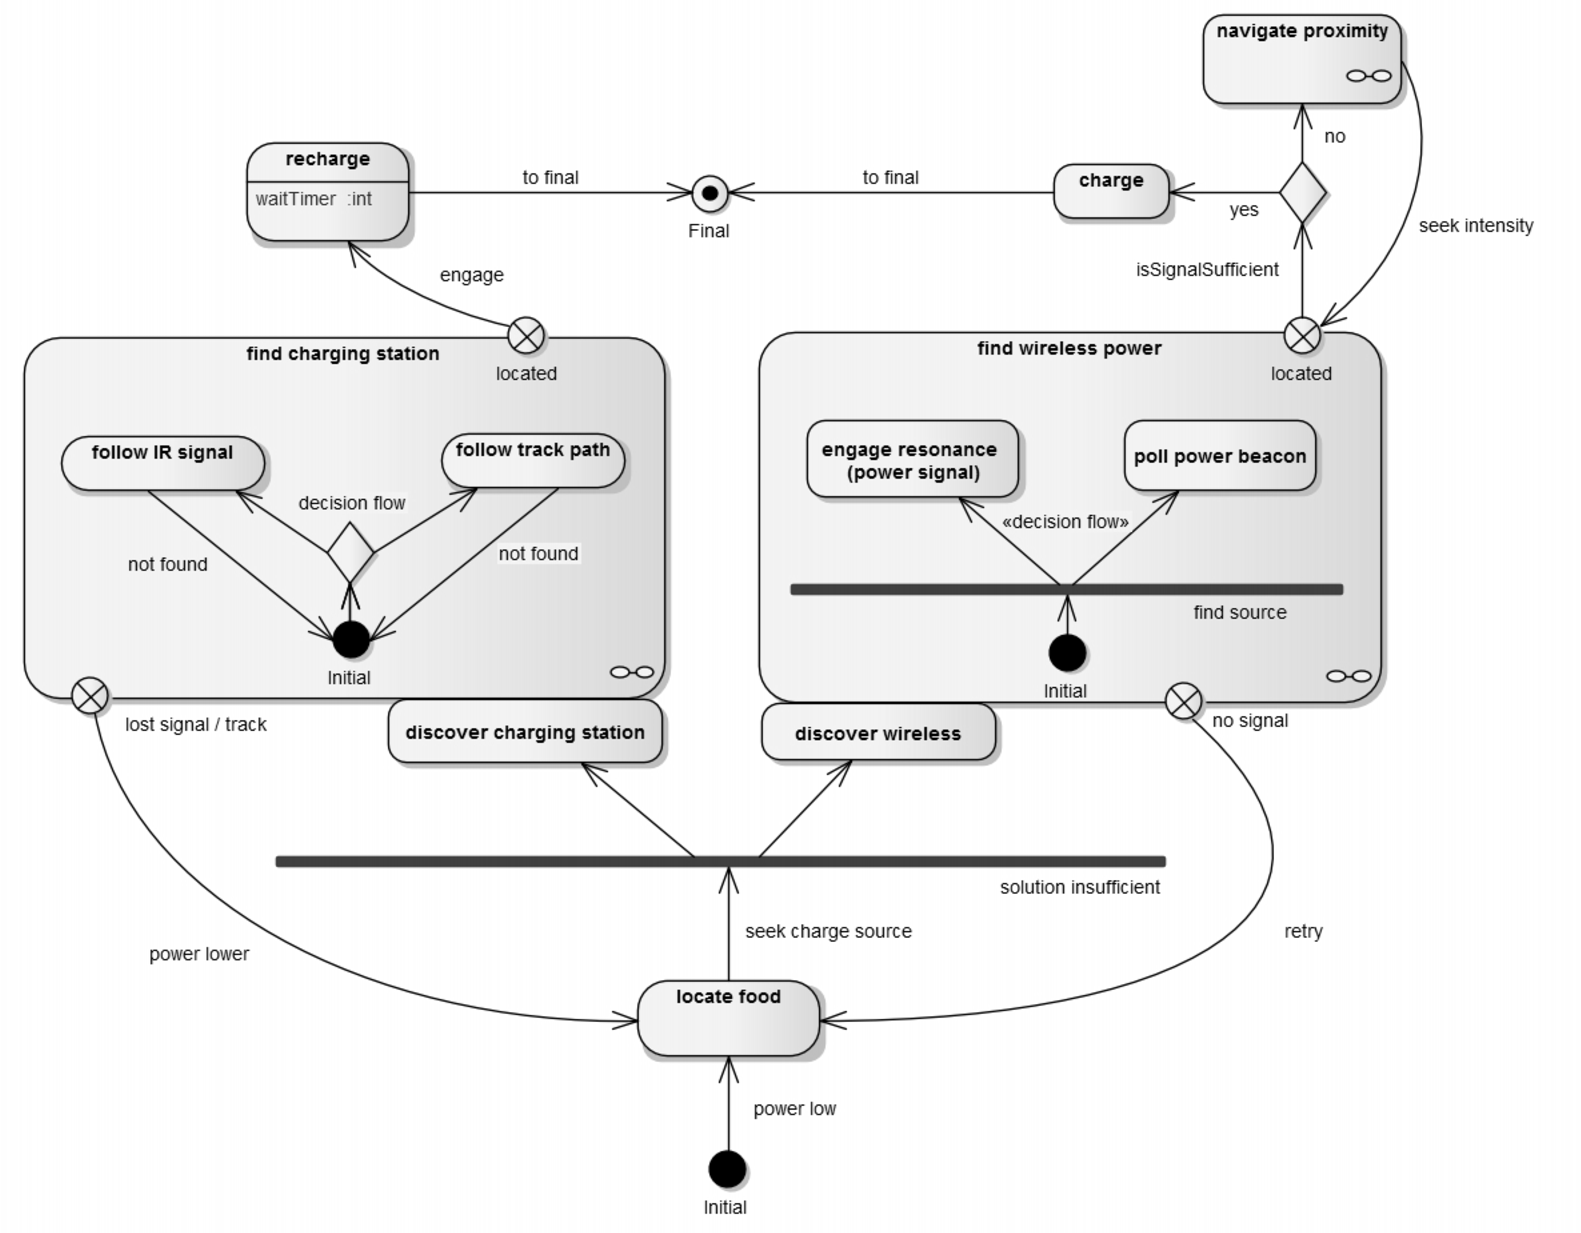 navigate proximity
no
recharge
waitTimer :int
to final
Final
to final
charge
yes
seek intensity
isSignalSufficient
engage
find charging station
located
find wireless power
located
follow IR signal
follow track path
decision flow
not found
not found
Initial
engage resonance
(power signal)
poll power beacon
«decision flow»
find source
Initial
lost signal / track
discover charging station
discover wireless
no signal
solution insufficient
power lower
seek charge source
retry
locate food
power low
Initial